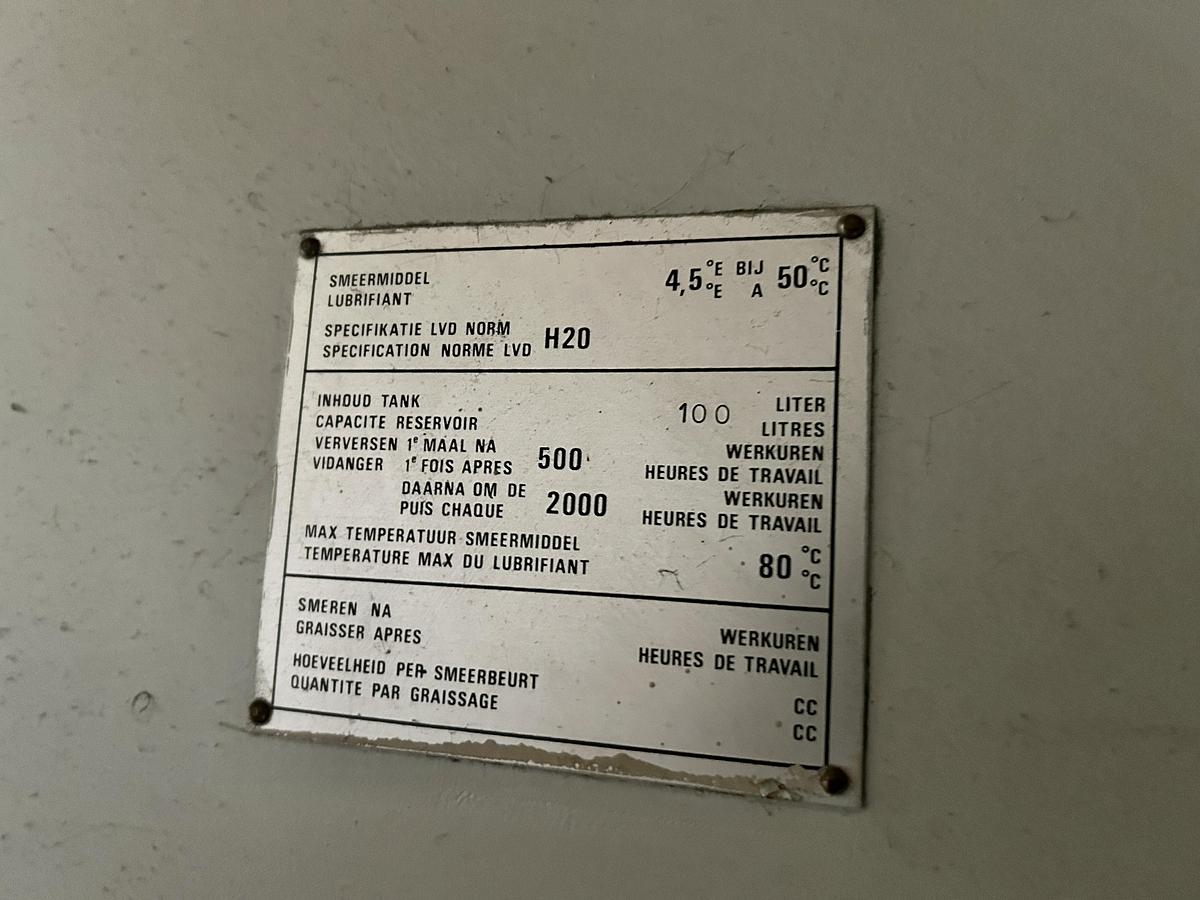 SMEERMIDDEL 4,5 °E BIJ 50 °C
LUBRIFIANT °E A °C
SPECIFIKATIE LVD NORM H20
SPECIFICATION NORME LVD
INHOUD TANK 100 LITER
CAPACITE RESERVOIR LITRES
VERVERSEN 1e MAAL NA 500 WERKUREN
VIDANGER 1e FOIS APRES HEURES DE TRAVAIL
DAARNA OM DE 2000 WERKUREN
PUIS CHAQUE HEURES DE TRAVAIL
MAX TEMPERATUUR SMEERMIDDEL 80 °C
TEMPERATURE MAX DU LUBRIFIANT °C
SMEREN NA WERKUREN
GRAISSER APRES HEURES DE TRAVAIL
HOEVEELHEID PER SMEERBEURT CC
QUANTITE PAR GRAISSAGE CC